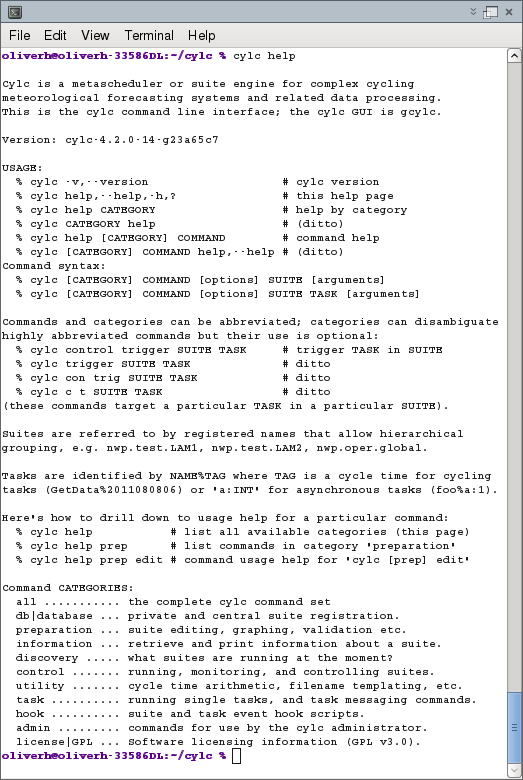 File Edit View Terminal Help
oliverh@oliverh-33586DL:~/cylc % cylc help
Cylc is a metascheduler or suite engine for complex cycling
meteorological forecasting systems and related data processing.
This is the cylc command line interface; the cylc GUI is gcylc.
Version: cylc-4.2.0-14-g23a65c7
USAGE:
% cylc -v,--version # cylc version
% cylc help,--help,-h,? # this help page
% cylc help CATEGORY # help by category
% cylc CATEGORY help # (ditto)
% cylc help [CATEGORY] COMMAND # command help
% cylc [CATEGORY] COMMAND help,--help # (ditto)
Command syntax:
% cylc [CATEGORY] COMMAND [options] SUITE [arguments]
% cylc [CATEGORY] COMMAND [options] SUITE TASK [arguments]
Commands and categories can be abbreviated; categories can disambiguate
highly abbreviated commands but their use is optional:
% cylc control trigger SUITE TASK # trigger TASK in SUITE
% cylc trigger SUITE TASK # ditto
% cylc con trig SUITE TASK # ditto
% cylc c t SUITE TASK # ditto
(these commands target a particular TASK in a particular SUITE).
Suites are referred to by registered names that allow hierarchical
grouping, e.g. nwp.test.LAM1, nwp.test.LAM2, nwp.oper.global.
Tasks are identified by NAME%TAG where TAG is a cycle time for cycling
tasks (GetData%2011080806) or 'a:INT' for asynchronous tasks (foo%a:1).
Here's how to drill down to usage help for a particular command:
% cylc help # list all available categories (this page)
% cylc help prep # list commands in category 'preparation'
% cylc help prep edit # command usage help for 'cylc [prep] edit'
Command CATEGORIES:
all ........... the complete cylc command set
db|database ... private and central suite registration.
preparation ... suite editing, graphing, validation etc.
information ... retrieve and print information about a suite.
discovery ..... what suites are running at the moment?
control ....... running, monitoring, and controlling suites.
utility ....... cycle time arithmetic, filename templating, etc.
task .......... running single tasks, and task messaging commands.
hook .......... suite and task event hook scripts.
admin ......... commands for use by the cylc administrator.
license|GPL ... Software licensing information (GPL v3.0).
oliverh@oliverh-33586DL:~/cylc %